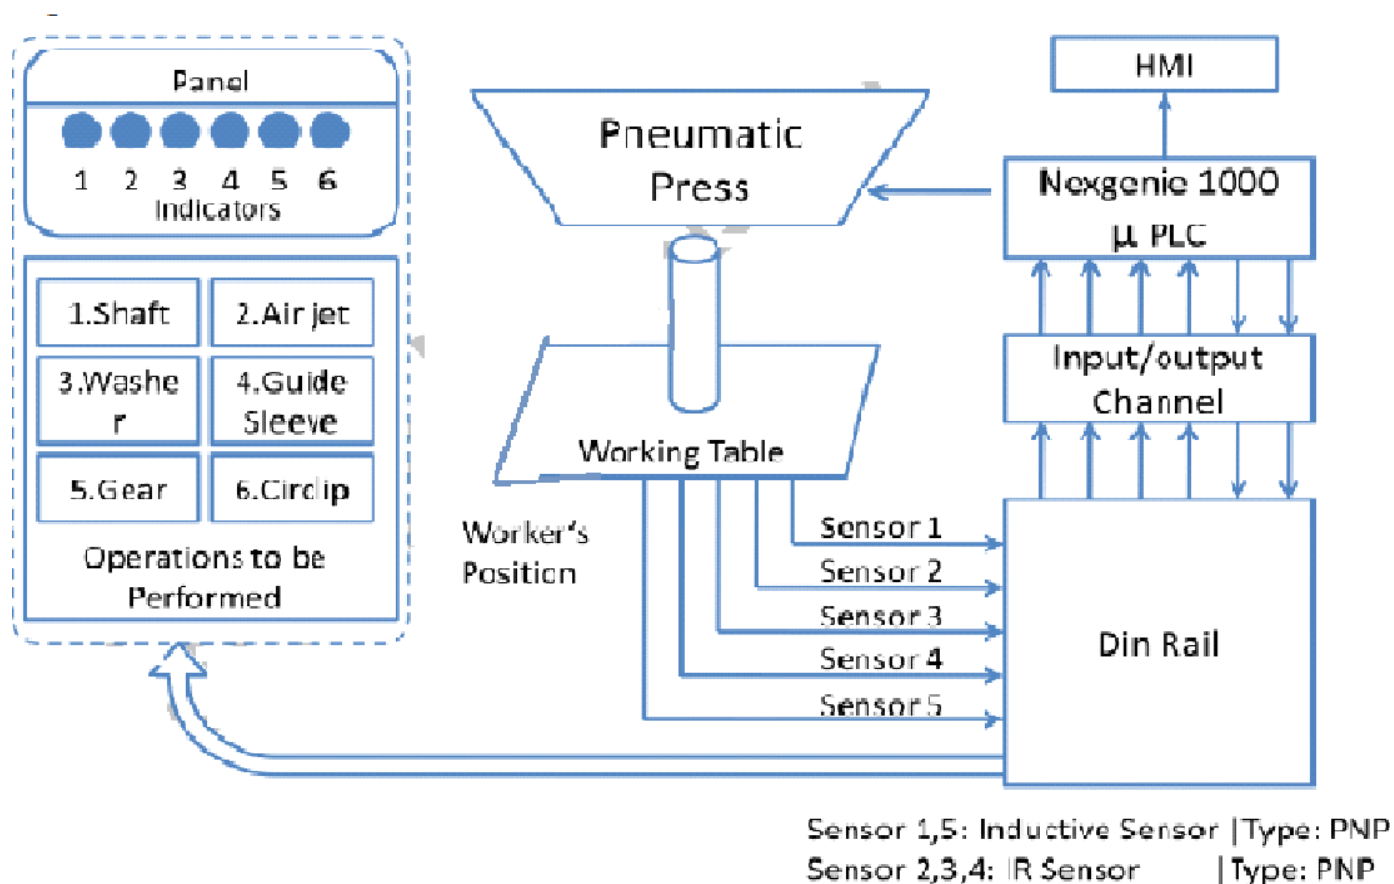 Panel
1 2 3 4 5 6
Indicators
1.Shaft
2.Air jet
3.Washe
r
4.Guide
Sleeve
5.Gear
6.Circlip
Operations to be
Performed
Pneumatic
Press
Working Table
Worker's
Position
Sensor 1
Sensor 2
Sensor 3
Sensor 4
Sensor 5
HMI
Nexgenie 1000
µ PLC
Input/output
Channel
Din Rail
Sensor 1,5: Inductive Sensor |Type: PNP
Sensor 2,3,4: IR Sensor |Type: PNP